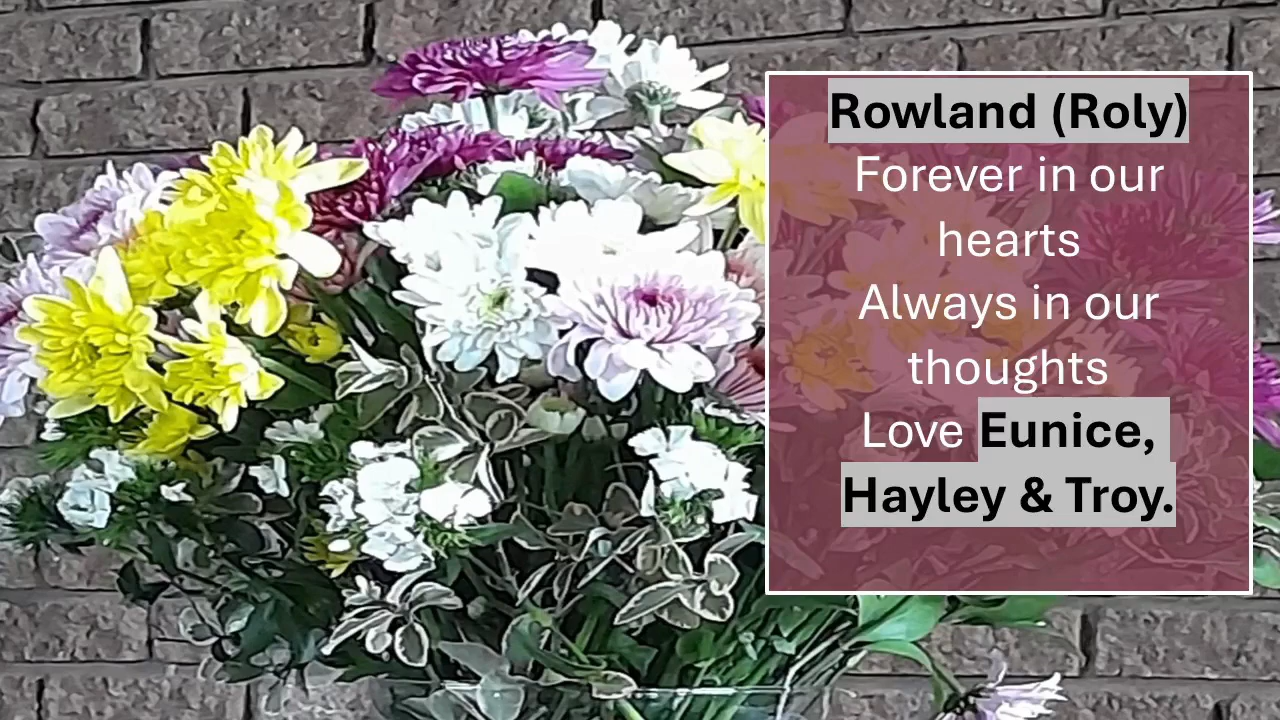 Rowland (Roly)
Forever in our
hearts
Always in our
thoughts
Love Eunice,
Hayley & Troy.